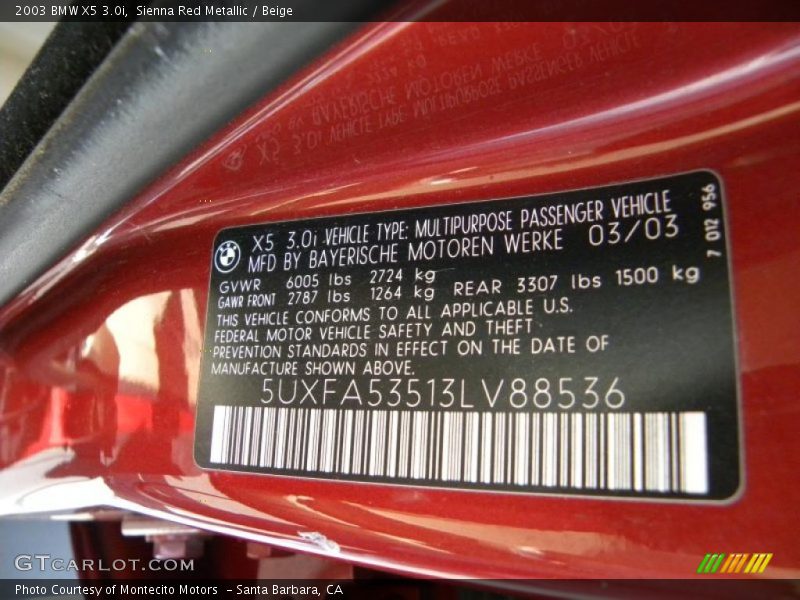 2003 BMW X5 3.0i, Sienna Red Metallic / Beige
X5 3.0i VEHICLE TYPE: MULTIPURPOSE PASSENGER VEHICLE
MFD BY BAYERISCHE MOTOREN WERKE 03/03
GVWR 6005 lbs 2724 kg
GAWR FRONT 2787 lbs 1264 kg REAR 3307 lbs 1500 kg
THIS VEHICLE CONFORMS TO ALL APPLICABLE U.S.
FEDERAL MOTOR VEHICLE SAFETY AND THEFT
PREVENTION STANDARDS IN EFFECT ON THE DATE OF
MANUFACTURE SHOWN ABOVE.
5UXFA53513LV88536
7 012 956
GTCARLOT.COM
Photo Courtesy of Montecito Motors - Santa Barbara, CA